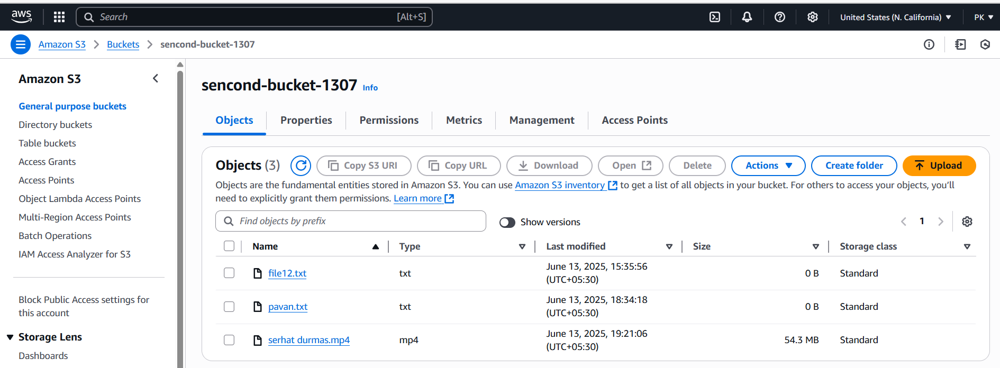 aws
Search [Alt+S]
United States (N. California)
PK
Amazon S3 > Buckets > sencond-bucket-1307
Amazon S3
General purpose buckets
Directory buckets
Table buckets
Access Grants
Access Points
Object Lambda Access Points
Multi-Region Access Points
Batch Operations
IAM Access Analyzer for S3
Block Public Access settings for
this account
Storage Lens
Dashboards
sencond-bucket-1307 Info
Objects Properties Permissions Metrics Management Access Points
Objects (3) Copy S3 URI Copy URL Download Open Delete Actions Create folder Upload
Objects are the fundamental entities stored in Amazon S3. You can use Amazon S3 inventory to get a list of all objects in your bucket. For others to access your objects, you'll
need to explicitly grant them permissions. Learn more
Find objects by prefix Show versions 1
Name Type Last modified Size Storage class
file12.txt txt June 13, 2025, 15:35:56 (UTC+05:30) 0 B Standard
pavan.txt txt June 13, 2025, 18:34:18 (UTC+05:30) 0 B Standard
serhat durmas.mp4 mp4 June 13, 2025, 19:21:06 (UTC+05:30) 54.3 MB Standard